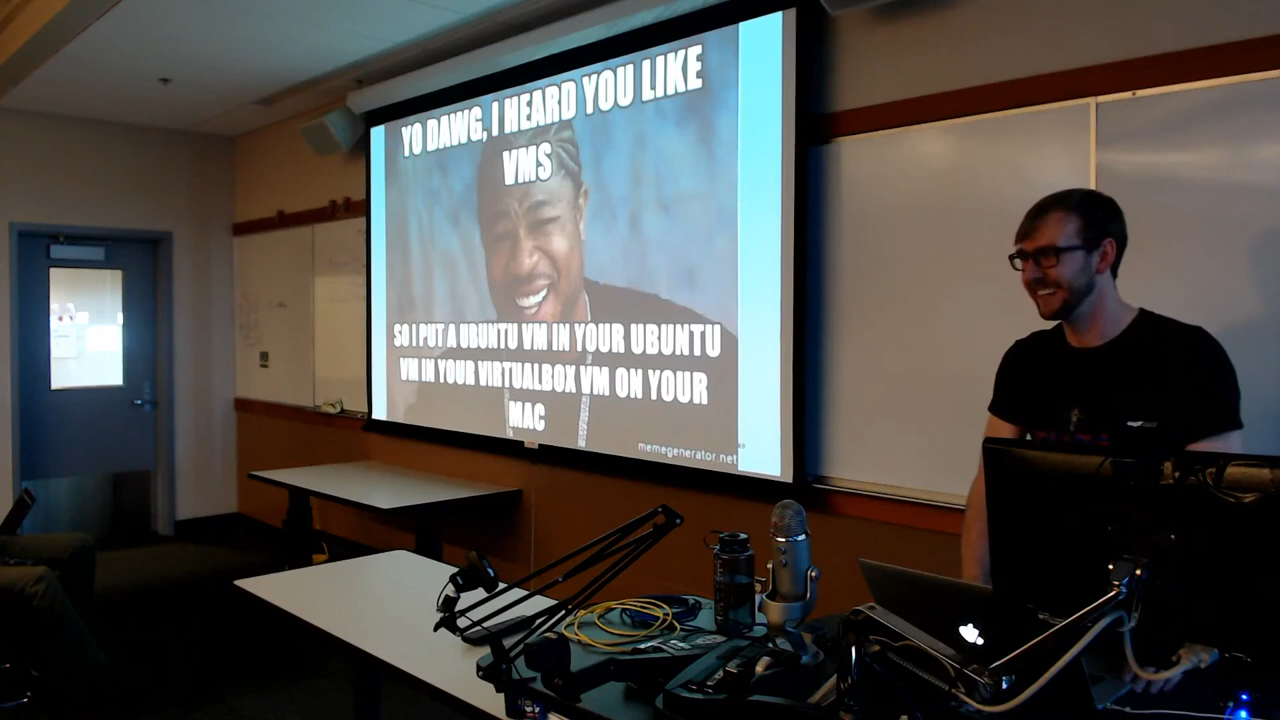 YO DAWG, I HEARD YOU LIKE
VMS
SO I PUT A UBUNTU VM IN YOUR UBUNTU
VM IN YOUR VIRTUALBOX VM ON YOUR
MAC
memegenerator.net